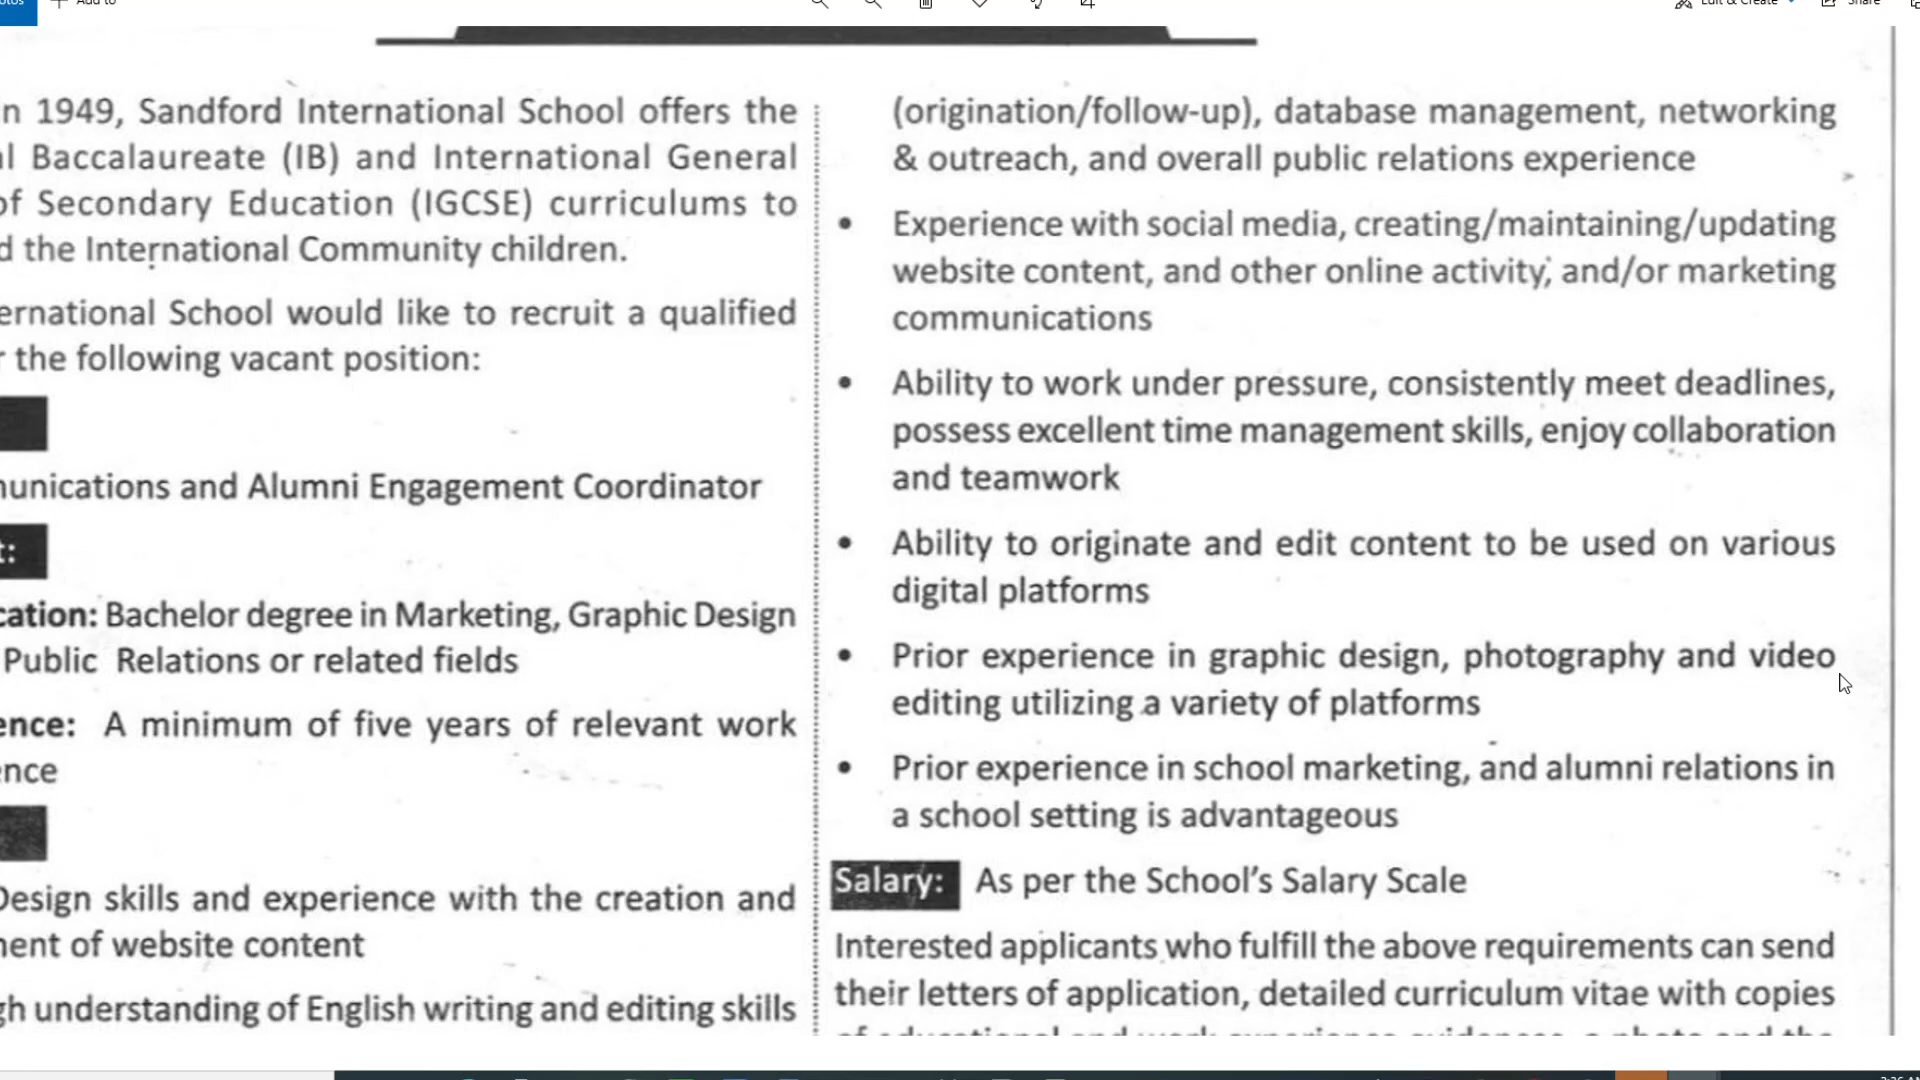 Add to
Edit & Create
Share
n 1949, Sandford International School offers the
l Baccalaureate (IB) and International General
of Secondary Education (IGCSE) curriculums to
d the International Community children.
ernational School would like to recruit a qualified
r the following vacant position:
unications and Alumni Engagement Coordinator
t:
cation: Bachelor degree in Marketing, Graphic Design
Public Relations or related fields
ence: A minimum of five years of relevant work
ence
Design skills and experience with the creation and
ment of website content
gh understanding of English writing and editing skills
(origination/follow-up), database management, networking
& outreach, and overall public relations experience
• Experience with social media, creating/maintaining/updating
website content, and other online activity, and/or marketing
communications
• Ability to work under pressure, consistently meet deadlines,
possess excellent time management skills, enjoy collaboration
and teamwork
• Ability to originate and edit content to be used on various
digital platforms
• Prior experience in graphic design, photography and video
editing utilizing a variety of platforms
• Prior experience in school marketing, and alumni relations in
a school setting is advantageous
Salary: As per the School's Salary Scale
Interested applicants who fulfill the above requirements can send
their letters of application, detailed curriculum vitae with copies